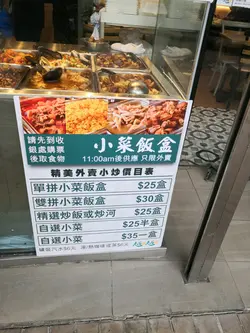 請先到收
銀處購票
後取食物
小菜飯盒
11:00am後供應 只限外賣
精美外賣小炒價目表
單拼小菜飯盒 $25盒
雙拼小菜飯盒 $30盒
精選炒飯或炒河 $25盒
自選小菜 $25半盒
自選小菜 $35一盒